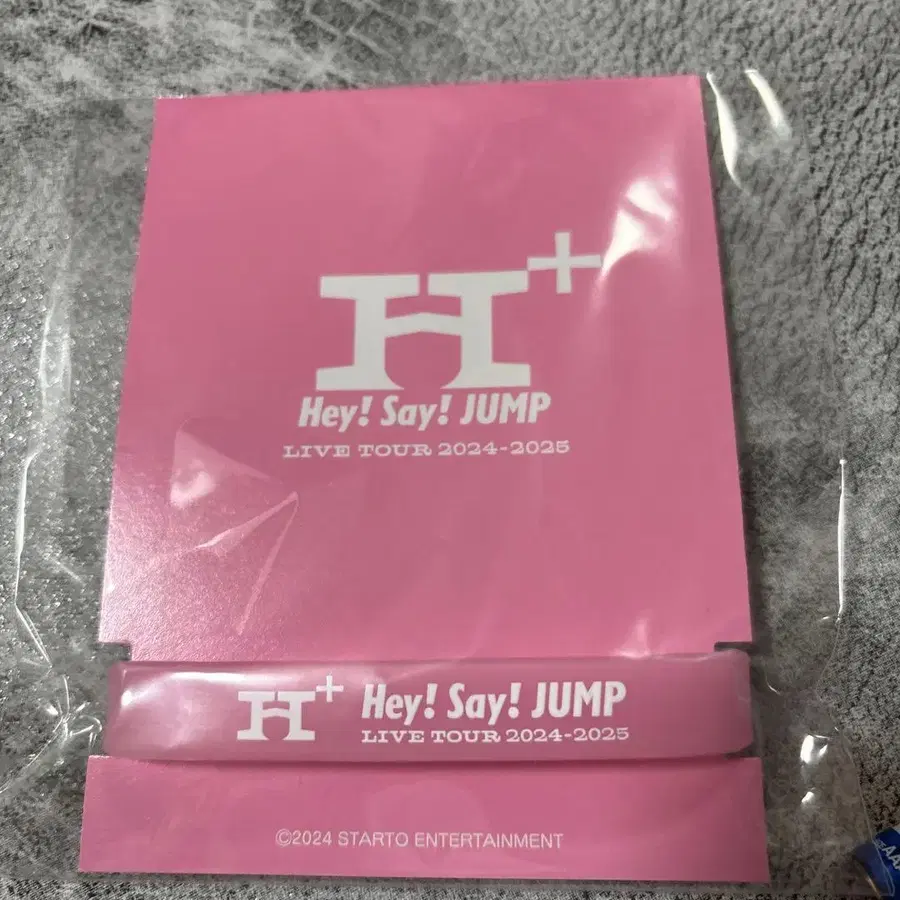 H+
Hey! Say! JUMP
LIVE TOUR 2024-2025
H+ Hey! Say! JUMP
LIVE TOUR 2024-2025
©2024 STARTO ENTERTAINMENT